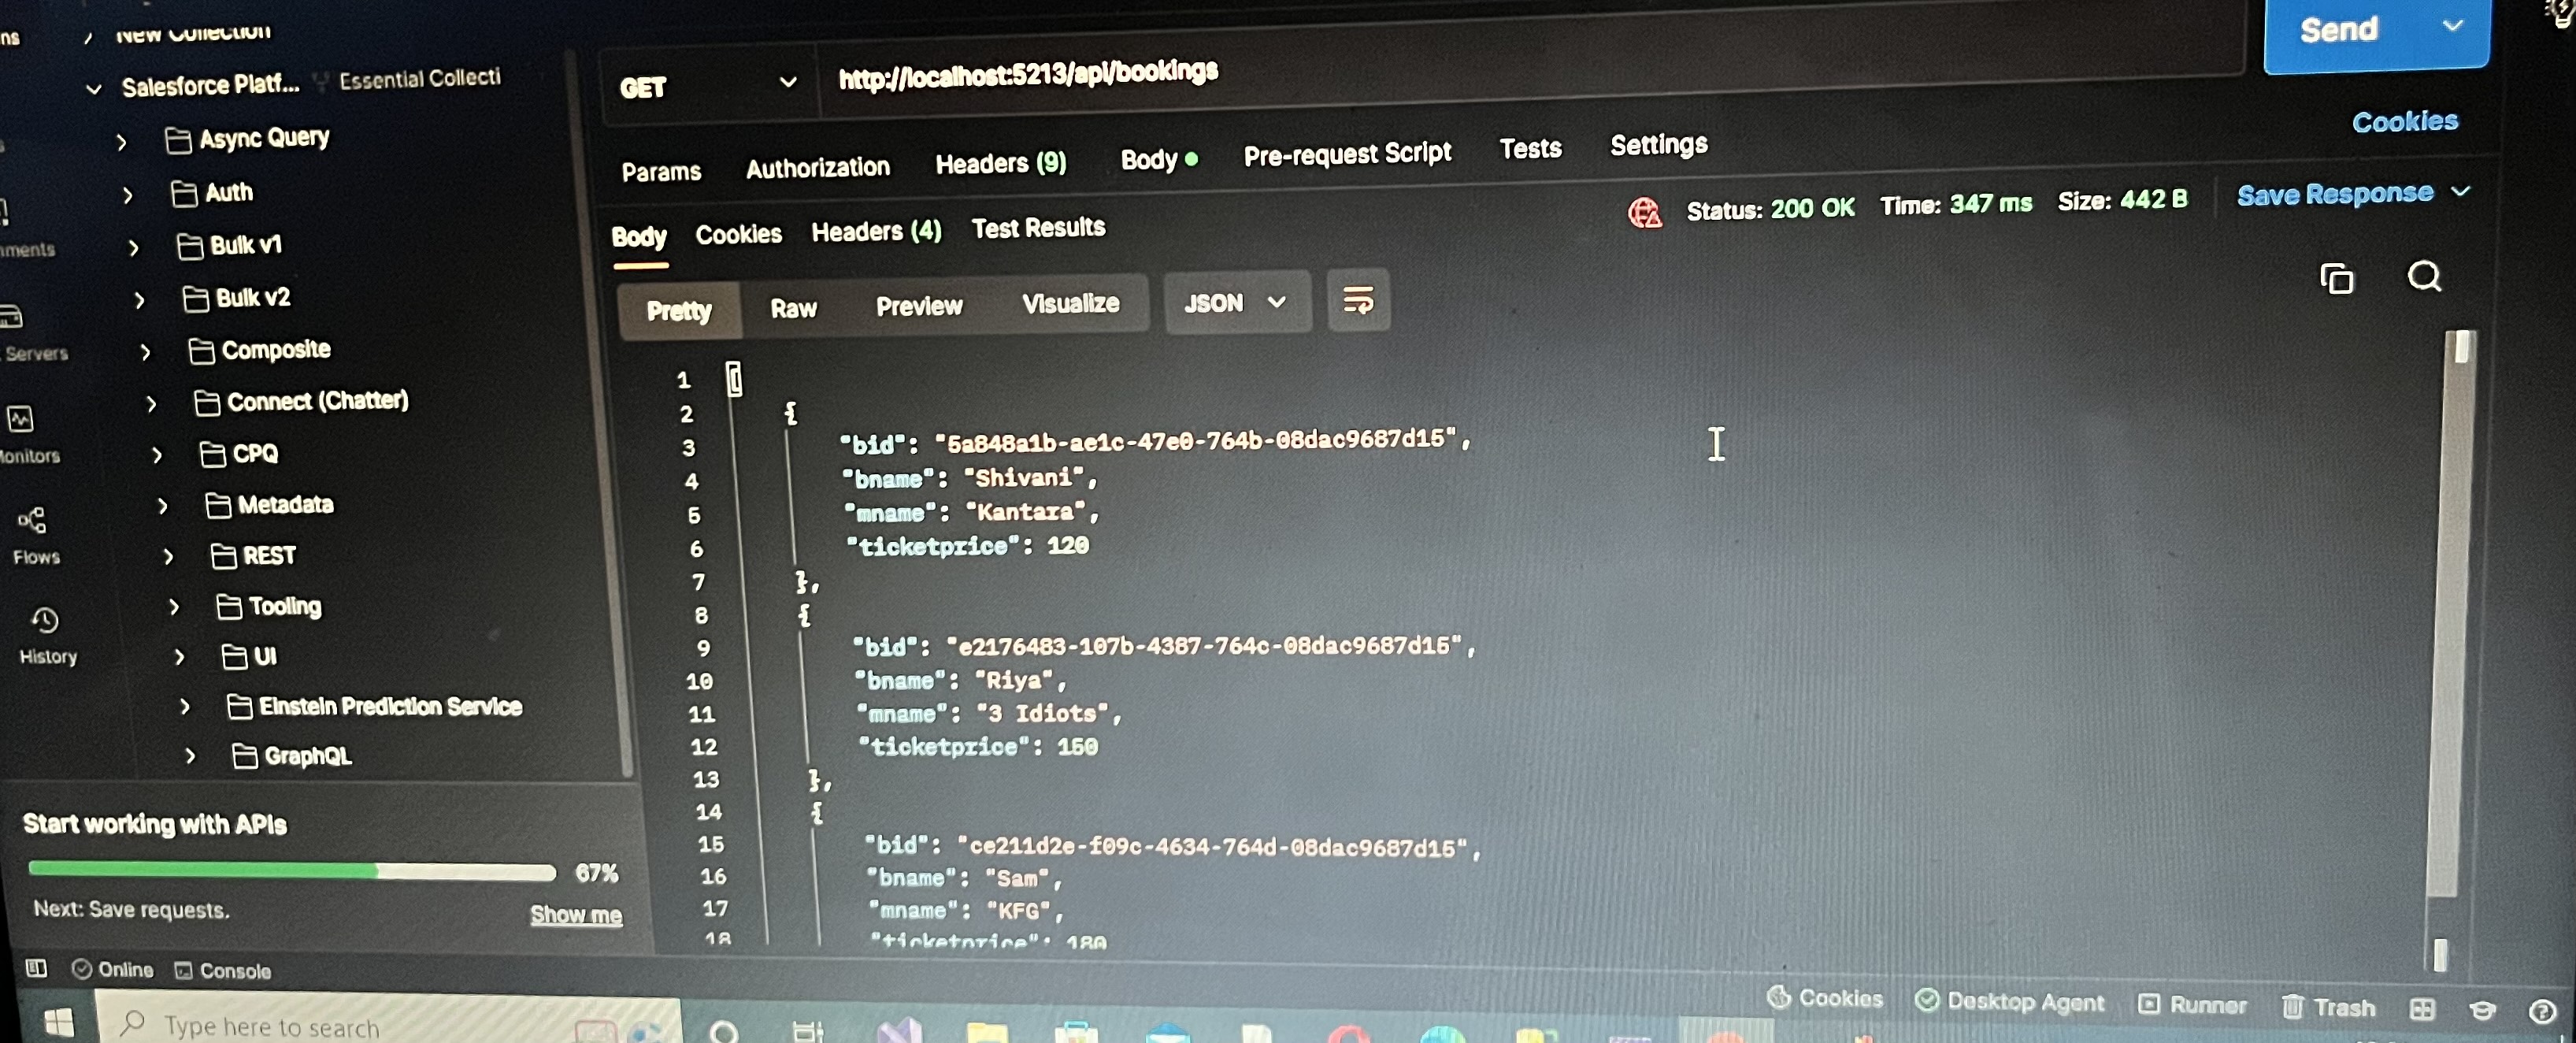 ns
New Collection
Salesforce Platf... Essential Collecti
Async Query
Auth
Bulk v1
Bulk v2
Composite
Connect (Chatter)
CPQ
Metadata
REST
Tooling
UI
Einstein Prediction Service
GraphQL
nments
Servers
onitors
Flows
History
Start working with APIs
67%
Next: Save requests. Show me
GET http://localhost:5213/api/bookings Send
Params Authorization Headers (9) Body Pre-request Script Tests Settings Cookies
Body Cookies Headers (4) Test Results Status: 200 OK Time: 347 ms Size: 442 B Save Response
Pretty Raw Preview Visualize JSON
1 [
2 {
3 "bid": "5a848a1b-ae1c-47e0-764b-08dac9687d15",
4 "bname": "Shivani",
5 "mname": "Kantara",
6 "ticketprice": 120
7 },
8 {
9 "bid": "e2176483-107b-4387-764c-08dac9687d15",
10 "bname": "Riya",
11 "mname": "3 Idiots",
12 "ticketprice": 150
13 },
14 {
15 "bid": "ce211d2e-f09c-4634-764d-08dac9687d15",
16 "bname": "Sam",
17 "mname": "KFG",
18 "ticketprice": 180
Online Console
Cookies Desktop Agent Runner Trash
Type here to search